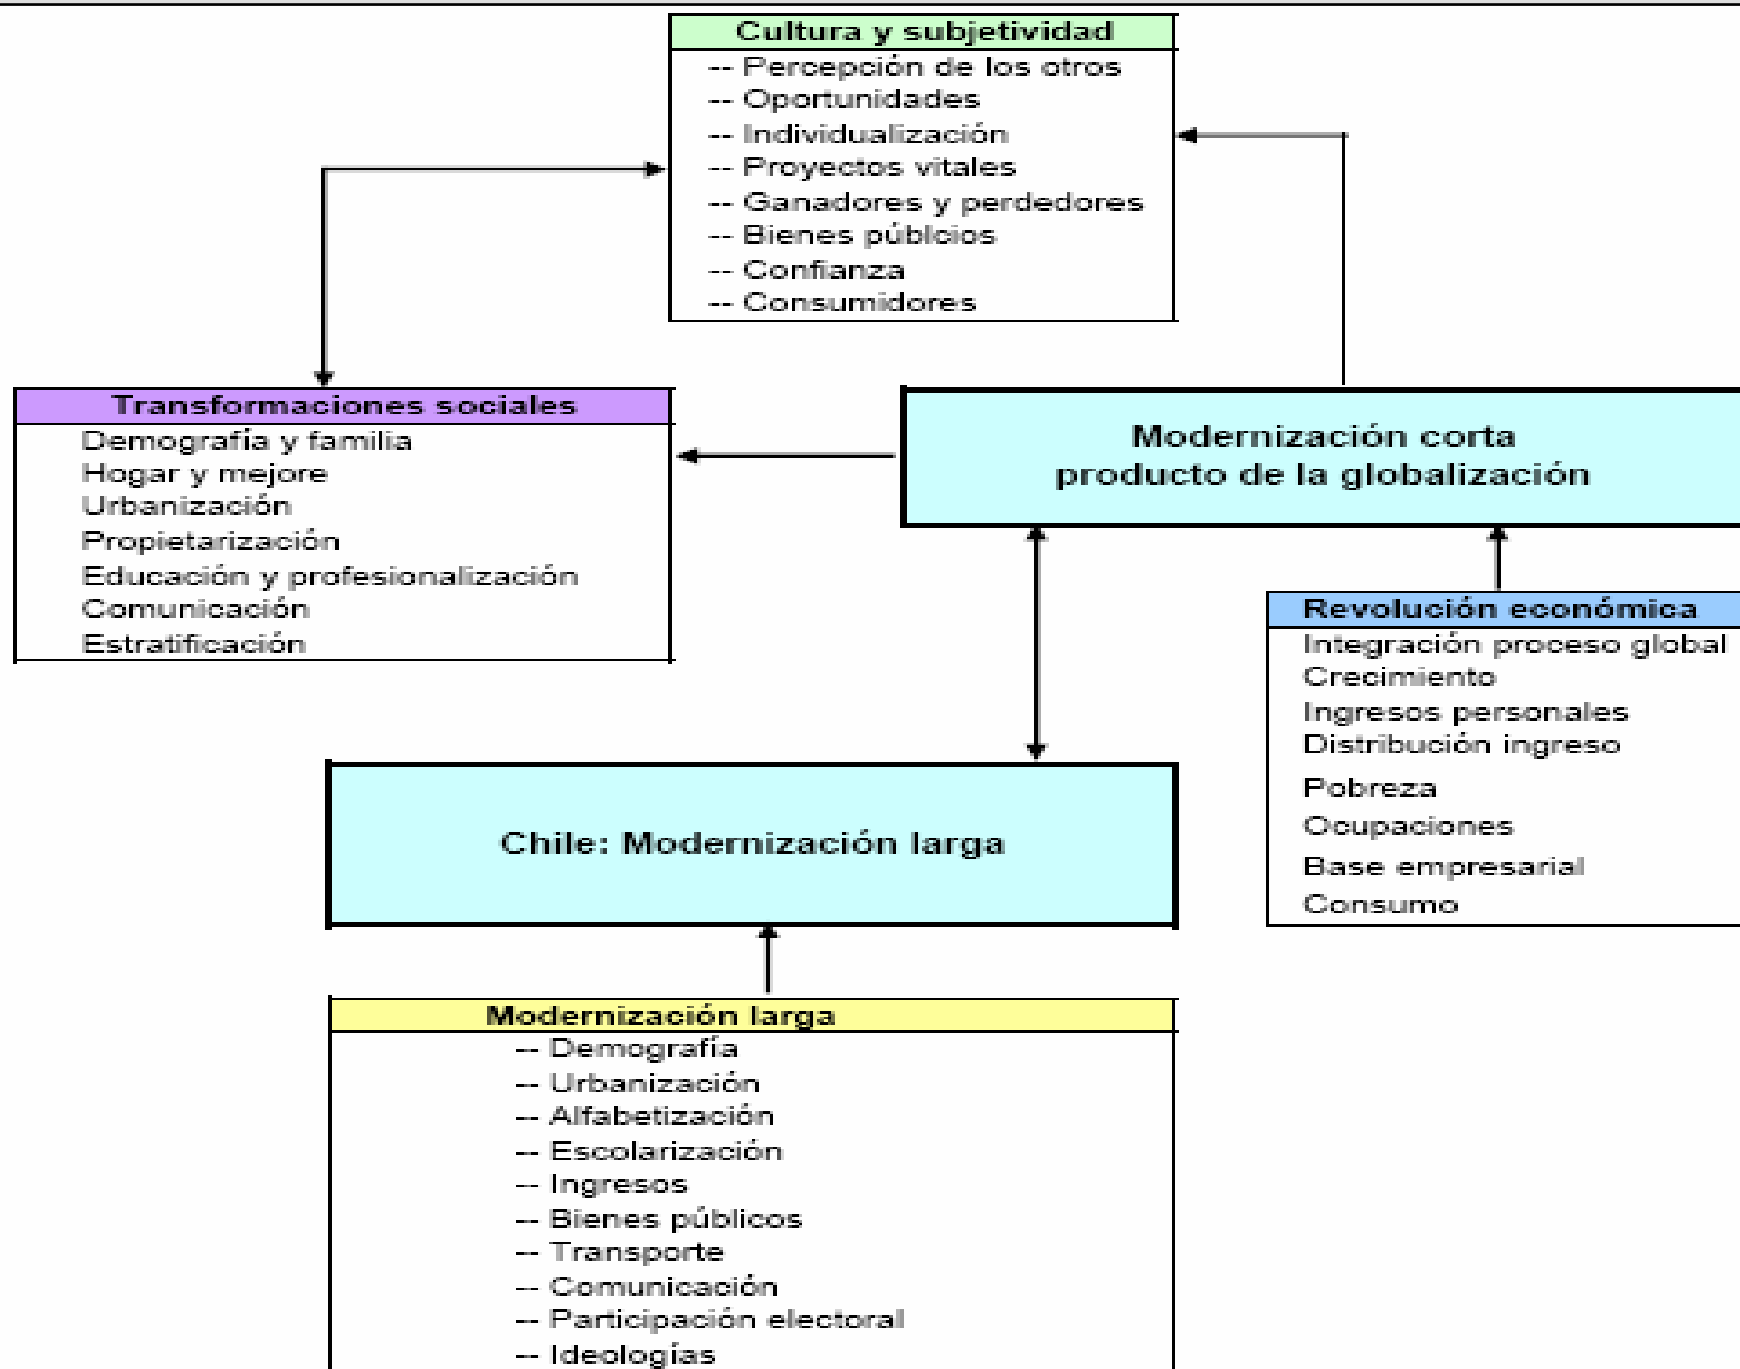 Cultura y subjetividad
-- Percepción de los otros
-- Oportunidades
-- Individualización
-- Proyectos vitales
-- Ganadores y perdedores
-- Bienes públcios
-- Confianza
-- Consumidores
Transformaciones sociales
Demografía y familia
Hogar y mejore
Urbanización
Propietarización
Educación y profesionalización
Comunicación
Estratificación
Modernización corta
producto de la globalización
Revolución económica
Integración proceso global
Crecimiento
Ingresos personales
Distribución ingreso
Pobreza
Ocupaciones
Base empresarial
Consumo
Chile: Modernización larga
Modernización larga
-- Demografía
-- Urbanización
-- Alfabetización
-- Escolarización
-- Ingresos
-- Bienes públicos
-- Transporte
-- Comunicación
-- Participación electoral
-- Ideologías